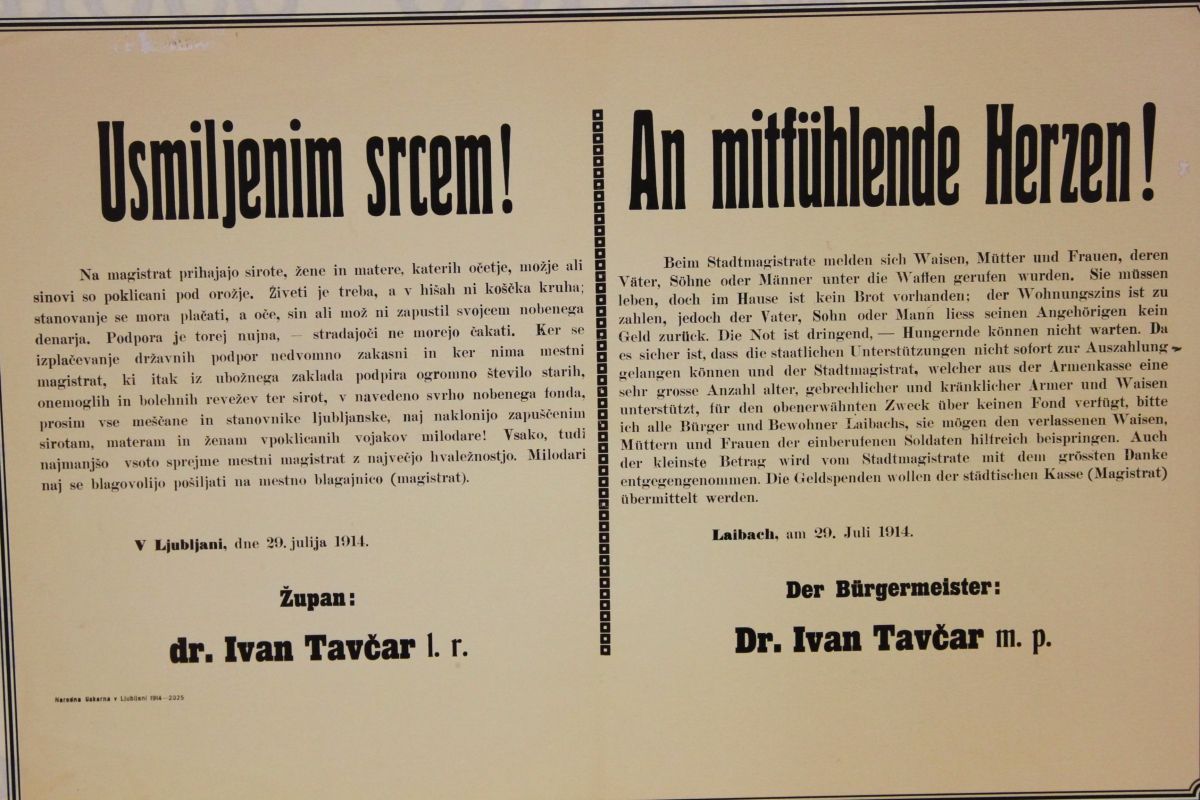 Usmiljenim srcem!
Na magistrat prihajajo sirote, žene in matere, katerih očetje, možje ali
sinovi so poklicani pod orožje. Živeti je treba, a v hišah ni koščka kruha;
stanovanje se mora plačati, a oče, sin ali mož ni zapustil svojcem nobenega
denarja. Podpora je torej nujna, — stradajoči ne morejo čakati. Ker se
izplačevanje državnih podpor nedvomno zakasni in ker nima mestni
magistrat, ki itak iz ubožnega zaklada podpira ogromno število starih,
onemoglih in bolehnih revežev ter sirot, v navedeno svrho nobenega fonda,
prosim vse meščane in stanovnike ljubljanske, naj naklonijo zapuščenim
sirotam, materam in ženam vpoklicanih vojakov milodare! Vsako, tudi
najmanjšo vsoto sprejme mestni magistrat z največjo hvaležnostjo. Milodari
naj se blagovolijo pošiljati na mestno blagajnico (magistrat).
V Ljubljani, dne 29. julija 1914.
Župan:
dr. Ivan Tavčar l. r.
Narodna tiskarna v Ljubljani 1914—2025
An mitfühlende Herzen!
Beim Stadtmagistrate melden sich Waisen, Mütter und Frauen, deren
Väter, Söhne oder Männer unter die Waffen gerufen wurden. Sie müssen
leben, doch im Hause ist kein Brot vorhanden; der Wohnungszins ist zu
zahlen, jedoch der Vater, Sohn oder Mann liess seinen Angehörigen kein
Geld zurück. Die Not ist dringend, — Hungernde können nicht warten. Da
es sicher ist, dass die staatlichen Unterstützungen nicht sofort zur Auszahlung
gelangen können und der Stadtmagistrat, welcher aus der Armenkasse eine
sehr grosse Anzahl alter, gebrechlicher und kränklicher Armer und Waisen
unterstützt, für den obenerwähnten Zweck über keinen Fond verfügt, bitte
ich alle Bürger und Bewohner Laibachs, sie mögen den verlassenen Waisen,
Müttern und Frauen der einberufenen Soldaten hilfreich beispringen. Auch
der kleinste Betrag wird vom Stadtmagistrate mit dem grössten Danke
entgegengenommen. Die Geldspenden wollen der städtischen Kasse (Magistrat)
übermittelt werden.
Laibach, am 29. Juli 1914.
Der Bürgermeister:
Dr. Ivan Tavčar m. p.